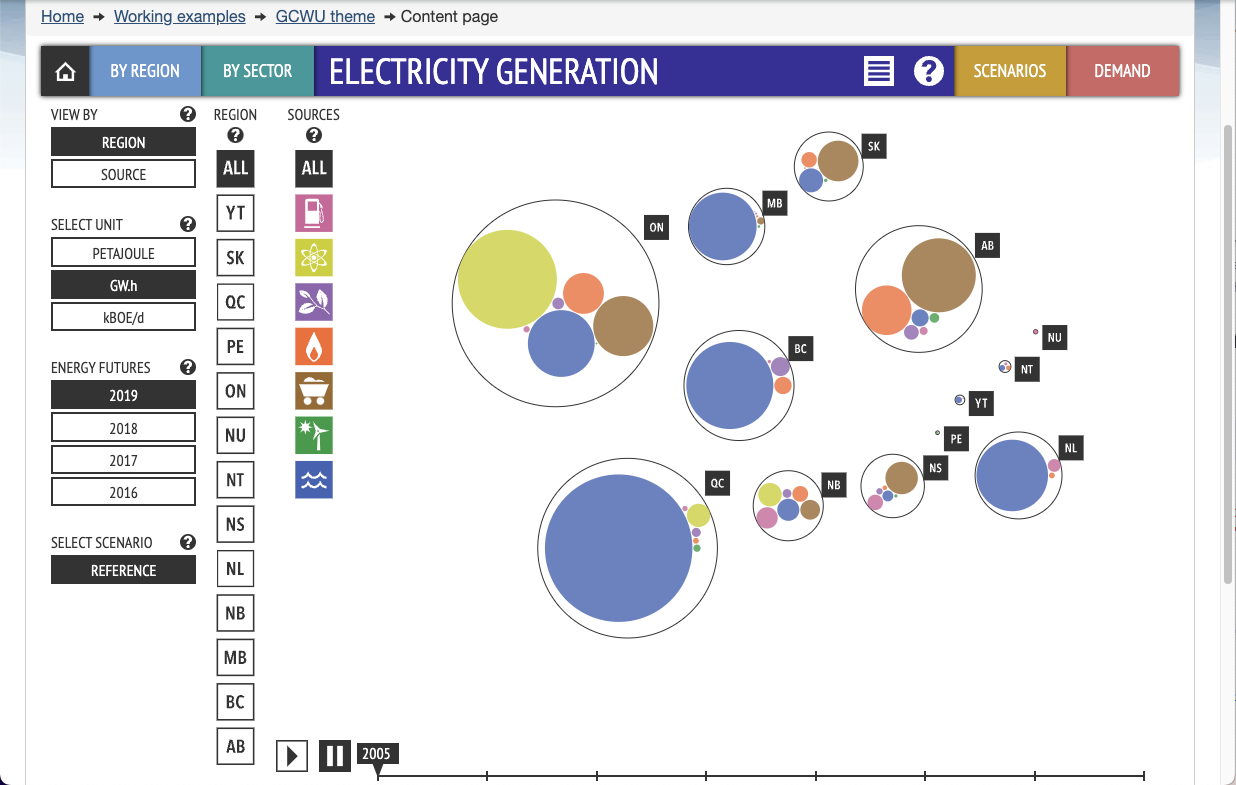 Home → Working examples → GCWU theme → Content page
BY REGION
BY SECTOR
ELECTRICITY GENERATION
?
SCENARIOS
DEMAND
VIEW BY ?
REGION
SOURCE
SELECT UNIT ?
PETAJOULE
GW.h
kBOE/d
ENERGY FUTURES ?
2019
2018
2017
2016
SELECT SCENARIO ?
REFERENCE
REGION
?
ALL
YT
SK
QC
PE
ON
NU
NT
NS
NL
NB
MB
BC
AB
SOURCES
?
ALL
SK
MB
ON
AB
NU
BC
NT
YT
PE
NL
NS
QC
NB
2005